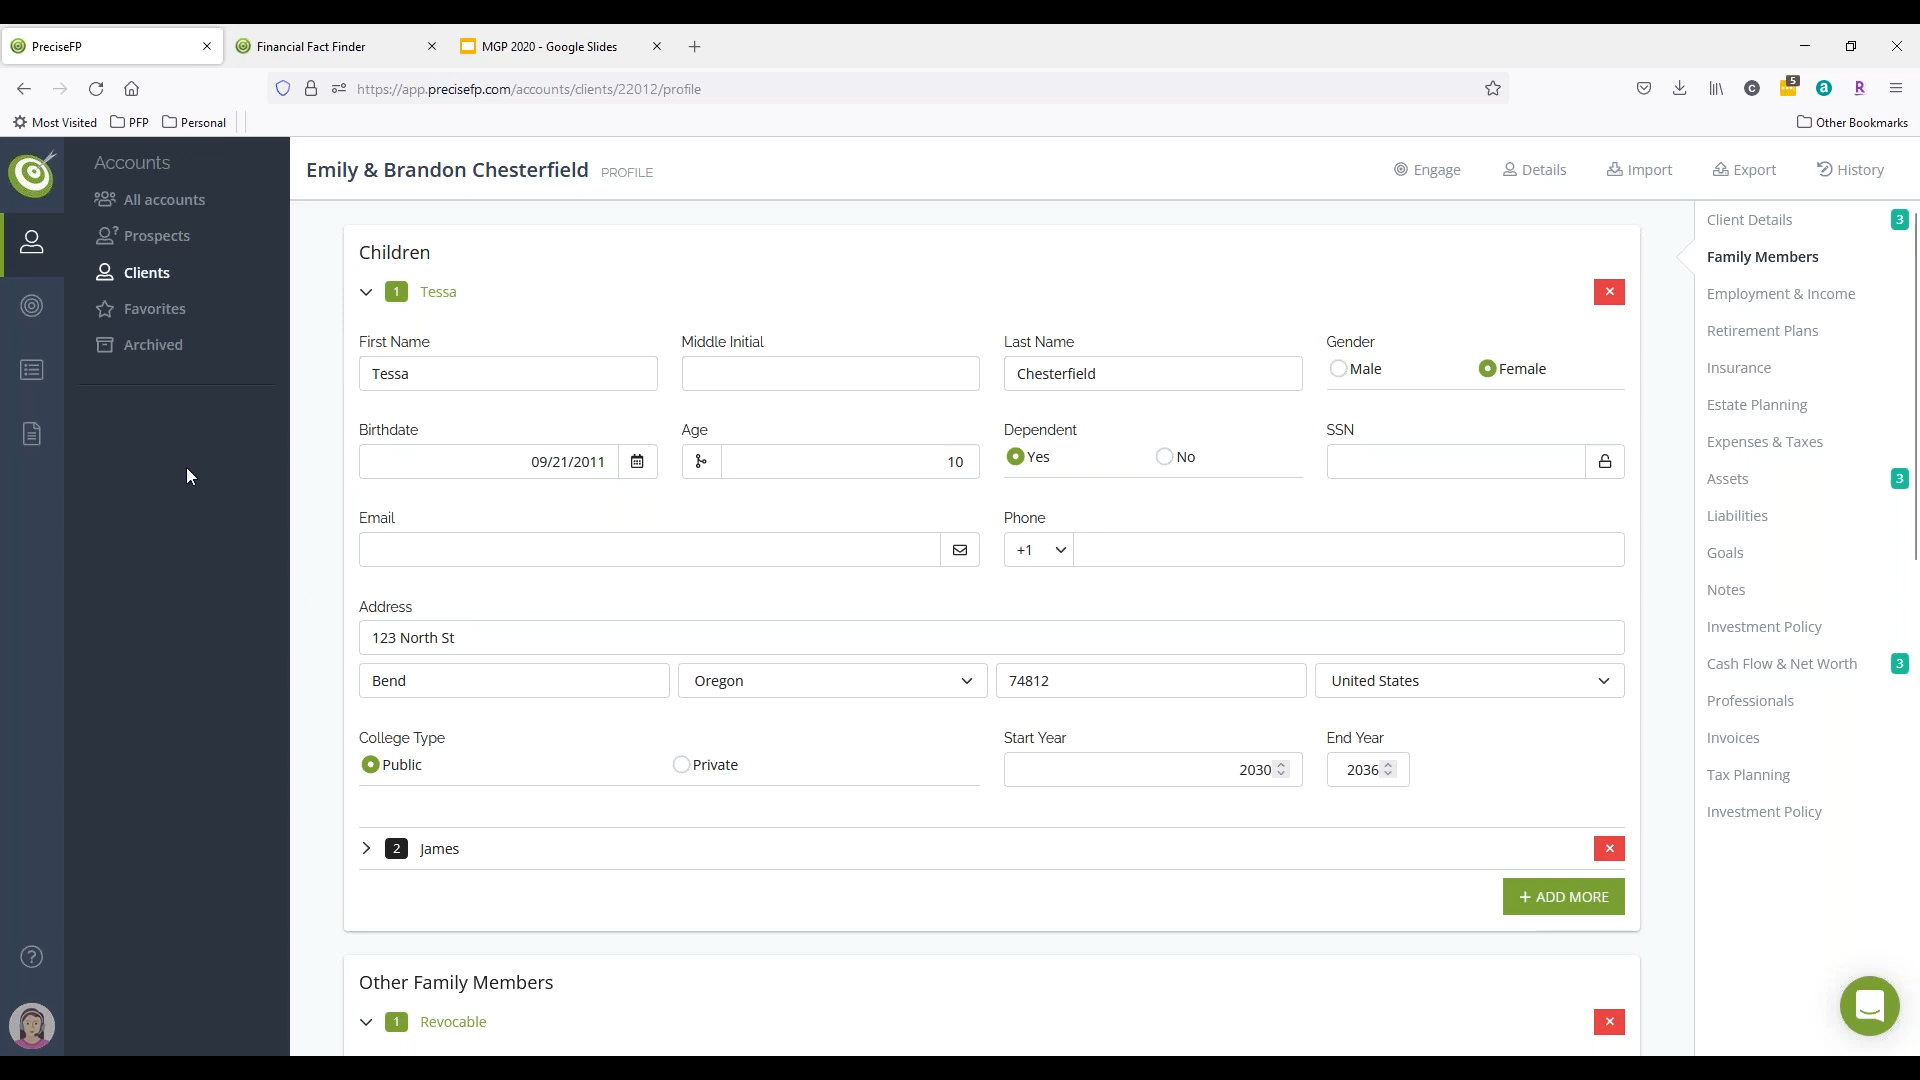 PreciseFP
Financial Fact Finder
MGP 2020 - Google Slides
https://app.precisefp.com/accounts/clients/22012/profile
5
Most Visited
PFP
Personal
Other Bookmarks
Accounts
All accounts
Prospects
Clients
Favorites
Archived
Emily & Brandon Chesterfield PROFILE
Engage
Details
Import
Export
History
Children
1 Tessa
First Name
Middle Initial
Last Name
Gender
Tessa
Chesterfield
Male
Female
Birthdate
Age
Dependent
SSN
09/21/2011
10
Yes
No
Email
Phone
+1
Address
123 North St
Bend
Oregon
74812
United States
College Type
Start Year
End Year
Public
Private
2030
2036
2 James
+ ADD MORE
Other Family Members
1 Revocable
Client Details 3
Family Members
Employment & Income
Retirement Plans
Insurance
Estate Planning
Expenses & Taxes
Assets 3
Liabilities
Goals
Notes
Investment Policy
Cash Flow & Net Worth 3
Professionals
Invoices
Tax Planning
Investment Policy